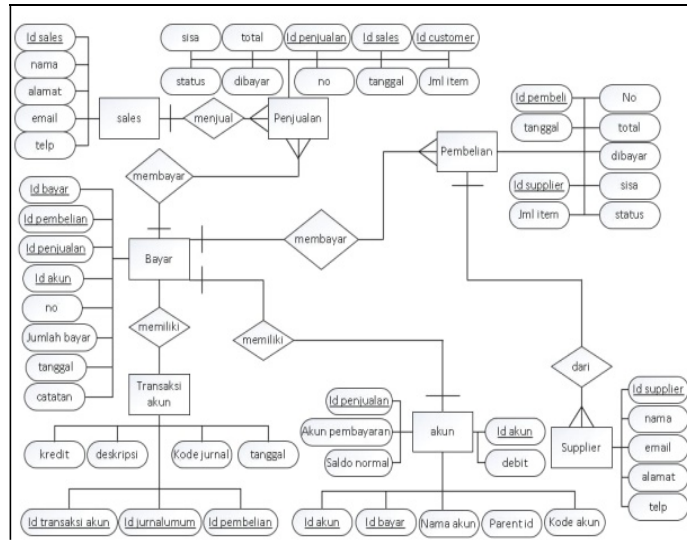 Id sales
nama
alamat
email
telp
sales
menjual
sisa
total
Id penjualan
Id sales
Id customer
status
dibayar
no
tanggal
Jml item
Penjualan
membayar
Id pembeli
tanggal
Id supplier
Jml item
No
total
dibayar
sisa
status
Pembelian
membayar
Id bayar
Id pembelian
Id penjualan
Id akun
no
Jumlah bayar
tanggal
catatan
Bayar
memiliki
memiliki
dari
Transaksi
akun
kredit
deskripsi
Kode jurnal
tanggal
Id transaksi akun
Id jurnalumum
Id pembelian
Id penjualan
Akun pembayaran
Saldo normal
akun
Id akun
debit
Id akun
Id bayar
Nama akun
Parent id
Kode akun
Supplier
Id supplier
nama
email
alamat
telp